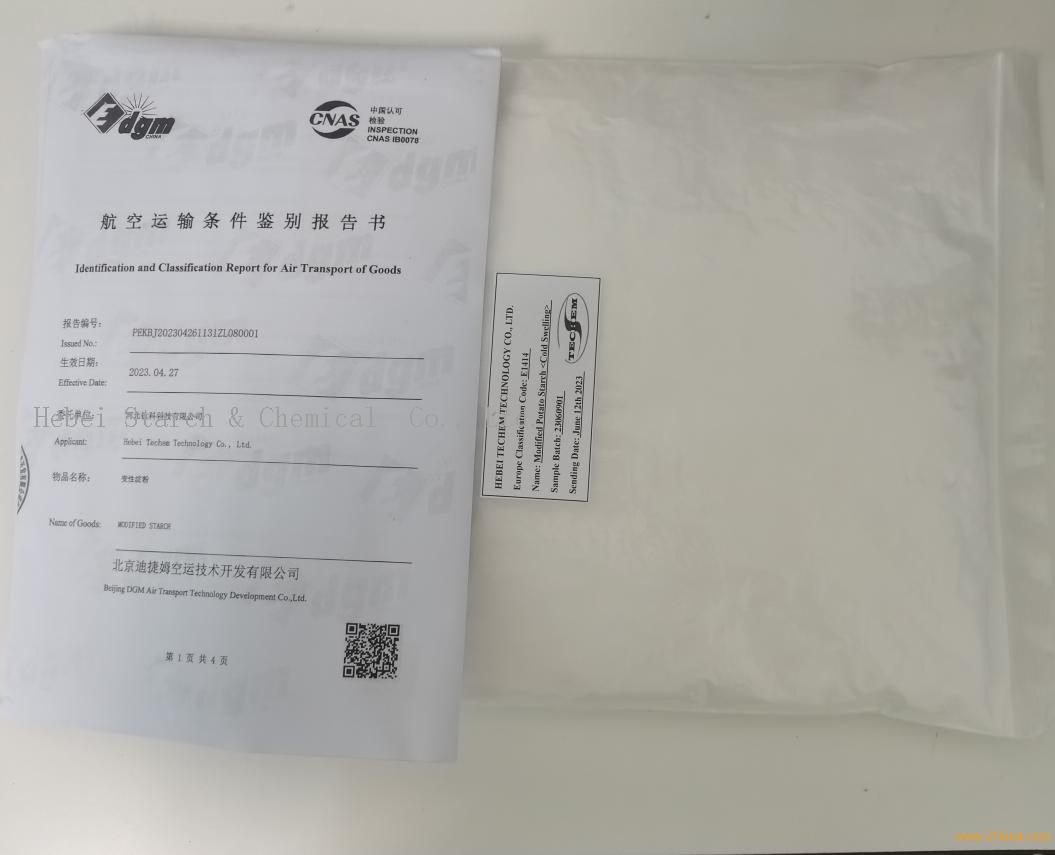 dgm
CHINA
CNAS
中国认可
检验
INSPECTION
CNAS IB0078
航空运输条件鉴别报告书
Identification and Classification Report for Air Transport of Goods
报告编号:
PEKBJ202304261131ZL080001
Issued No.:
生效日期:
2023.04.27
Effective Date:
委托单位:
Hebei Starch & Chemical Co.,
Applicant:
Hebei Techem Technology Co., Ltd.
物品名称:
变性淀粉
Name of Goods:
MODIFIED STARCH
北京迪捷姆空运技术开发有限公司
Beijing DGM Air Transport Technology Development Co.,Ltd.
第 1 页 共 4 页
HEBEI TECHEM TECHNOLOGY CO., LTD.
Europe Classification Code: E1414
Name: Modified Potato Starch <Cold Swelling>
Sample Batch: 23060901
Sending Date: June 12th 2023
TECHEM